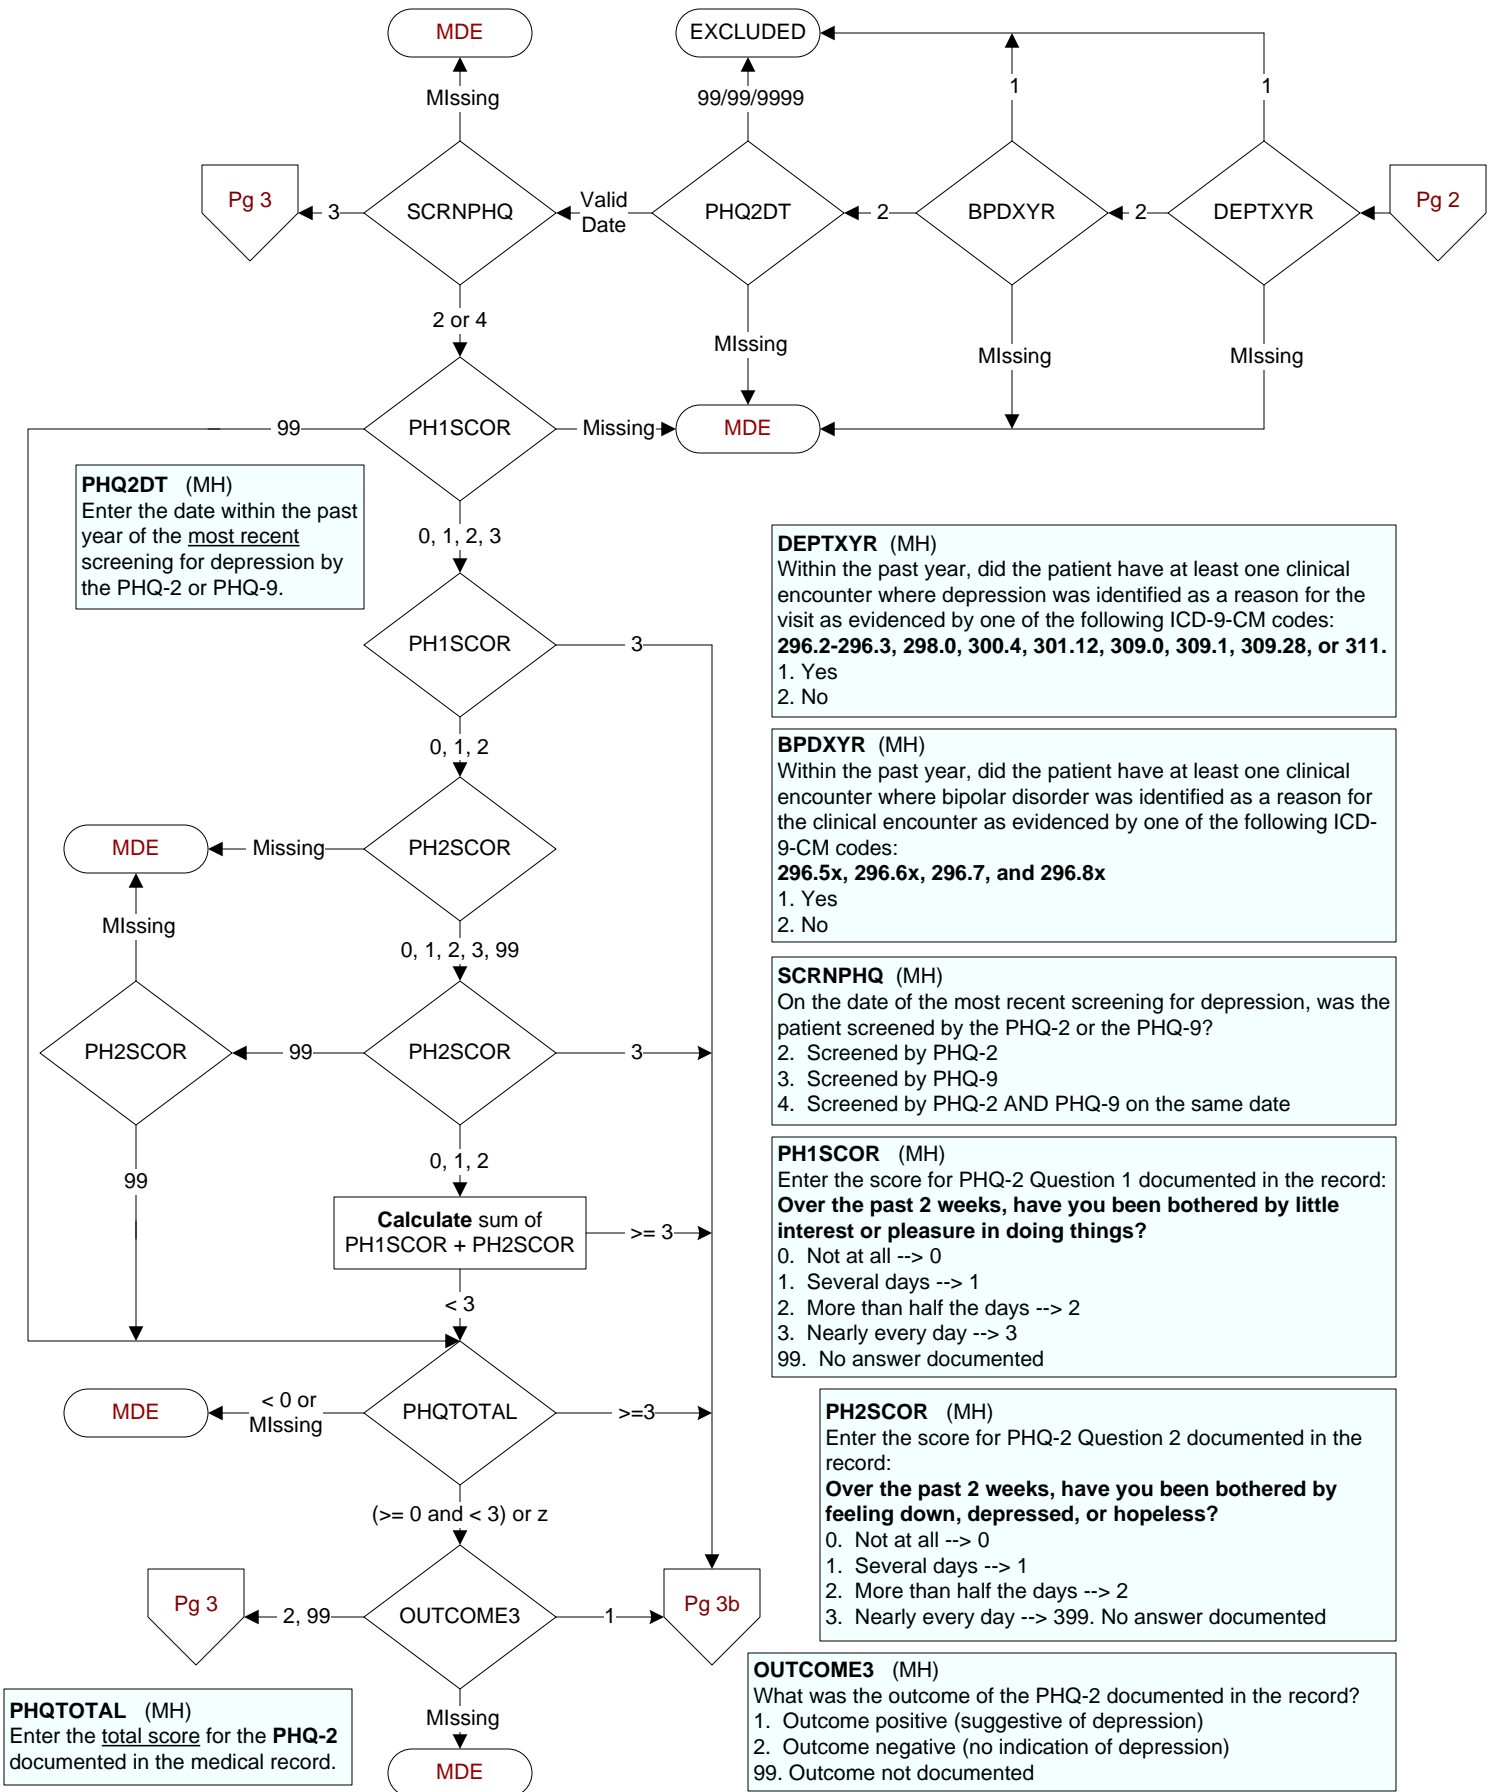 MDE
EXCLUDED
MIssing
99/99/9999
1
1
Pg 3
3
SCRNPHQ
Valid
Date
PHQ2DT
2
BPDXYR
2
DEPTXYR
Pg 2
2 or 4
MIssing
MIssing
MIssing
99
PH1SCOR
Missing
MDE
PHQ2DT (MH)
Enter the date within the past
year of the most recent
screening for depression by
the PHQ-2 or PHQ-9.
0, 1, 2, 3
PH1SCOR
3
0, 1, 2
MDE
Missing
PH2SCOR
MIssing
0, 1, 2, 3, 99
PH2SCOR
99
PH2SCOR
3
99
0, 1, 2
Calculate sum of
PH1SCOR + PH2SCOR
>= 3
< 3
MDE
< 0 or
MIssing
PHQTOTAL
>=3
(>= 0 and < 3) or z
Pg 3
2, 99
OUTCOME3
1
Pg 3b
MIssing
MDE
PHQTOTAL (MH)
Enter the total score for the PHQ-2
documented in the medical record.
DEPTXYR (MH)
Within the past year, did the patient have at least one clinical
encounter where depression was identified as a reason for the
visit as evidenced by one of the following ICD-9-CM codes:
296.2-296.3, 298.0, 300.4, 301.12, 309.0, 309.1, 309.28, or 311.
1. Yes
2. No
BPDXYR (MH)
Within the past year, did the patient have at least one clinical
encounter where bipolar disorder was identified as a reason for
the clinical encounter as evidenced by one of the following ICD-
9-CM codes:
296.5x, 296.6x, 296.7, and 296.8x
1. Yes
2. No
SCRNPHQ (MH)
On the date of the most recent screening for depression, was the
patient screened by the PHQ-2 or the PHQ-9?
2. Screened by PHQ-2
3. Screened by PHQ-9
4. Screened by PHQ-2 AND PHQ-9 on the same date
PH1SCOR (MH)
Enter the score for PHQ-2 Question 1 documented in the record:
Over the past 2 weeks, have you been bothered by little
interest or pleasure in doing things?
0. Not at all --> 0
1. Several days --> 1
2. More than half the days --> 2
3. Nearly every day --> 3
99. No answer documented
PH2SCOR (MH)
Enter the score for PHQ-2 Question 2 documented in the
record:
Over the past 2 weeks, have you been bothered by
feeling down, depressed, or hopeless?
0. Not at all --> 0
1. Several days --> 1
2. More than half the days --> 2
3. Nearly every day --> 399. No answer documented
OUTCOME3 (MH)
What was the outcome of the PHQ-2 documented in the record?
1. Outcome positive (suggestive of depression)
2. Outcome negative (no indication of depression)
99. Outcome not documented